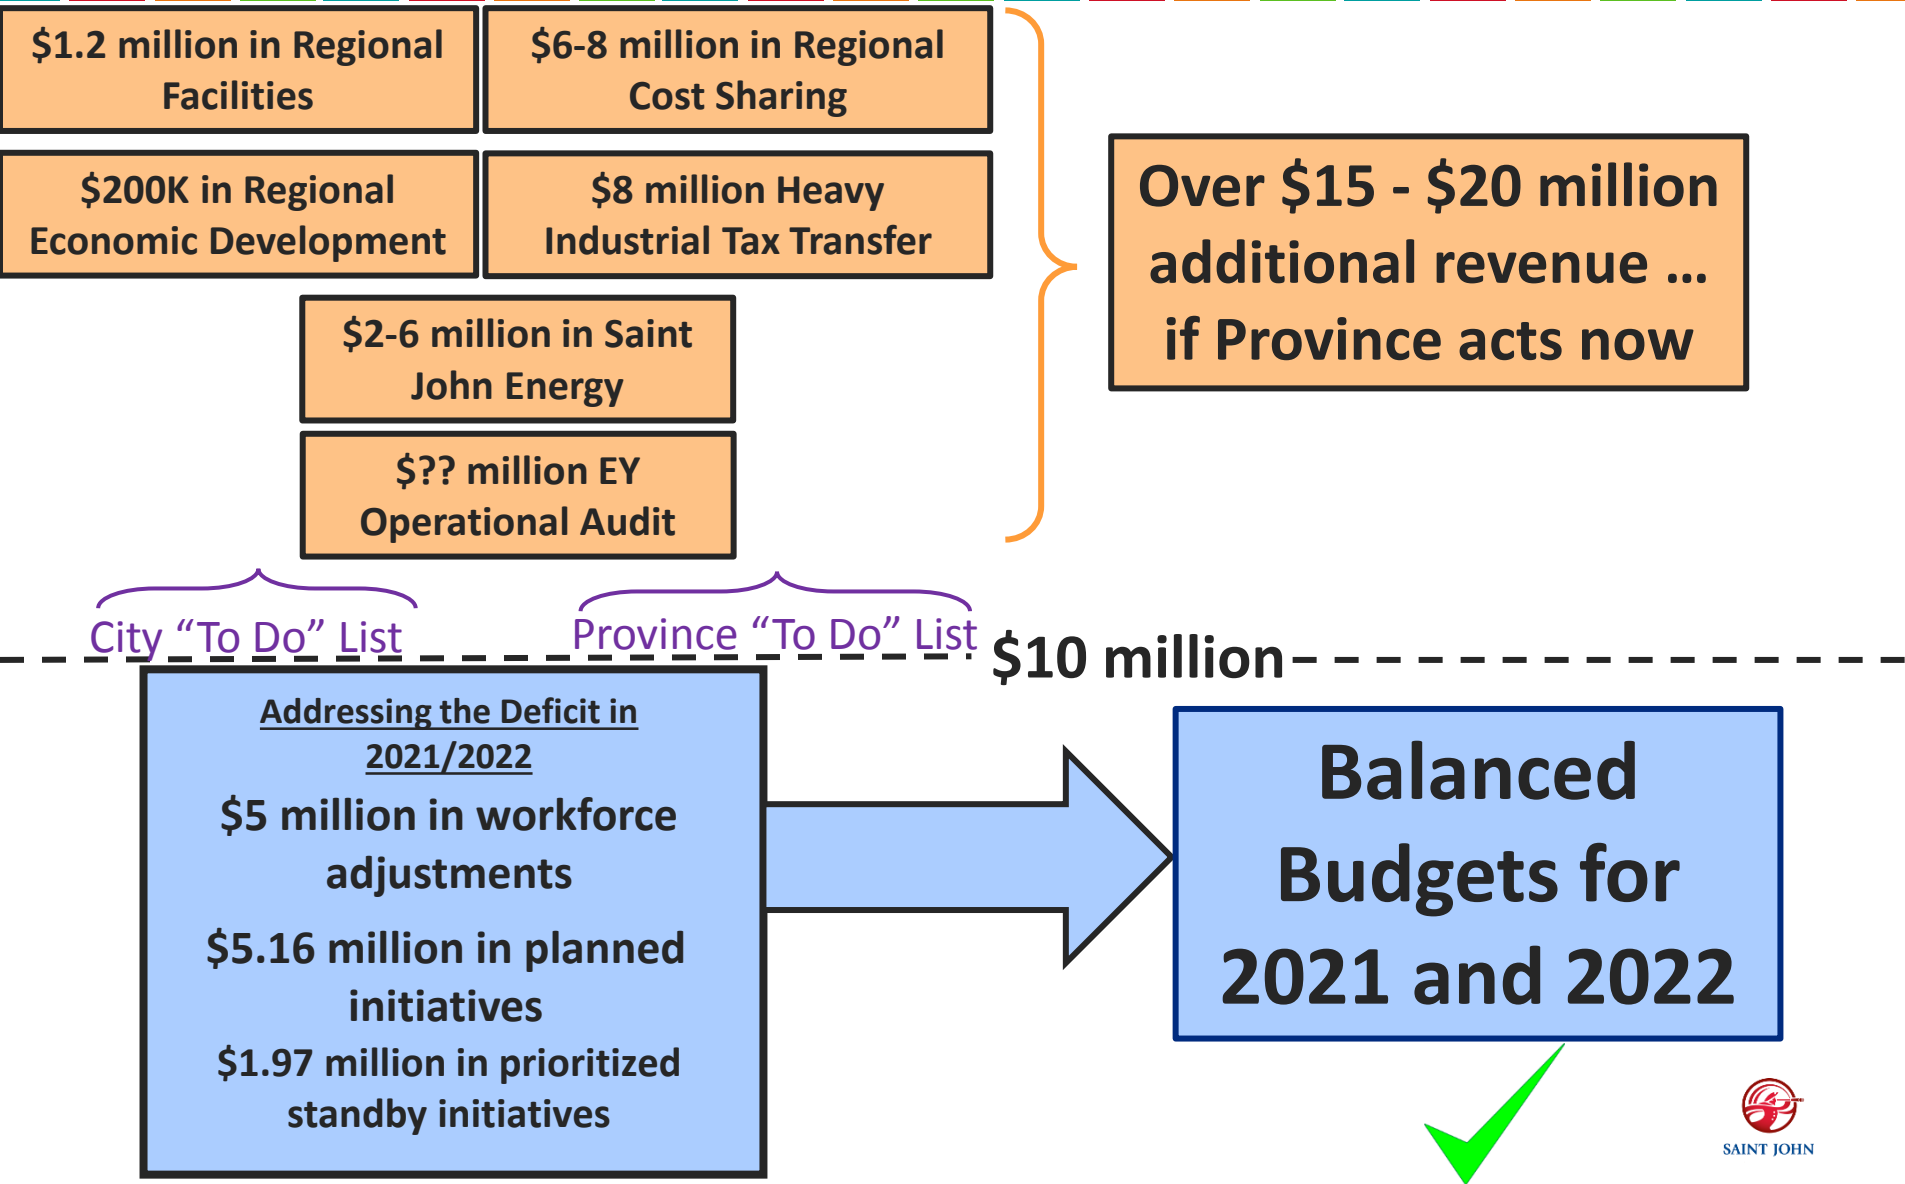 $1.2 million in Regional
Facilities
$6-8 million in Regional
Cost Sharing
$200K in Regional
Economic Development
$8 million Heavy
Industrial Tax Transfer
$2-6 million in Saint
John Energy
$?? million EY
Operational Audit
Over $15 - $20 million
additional revenue ...
if Province acts now
City “To Do” List
Province “To Do” List
$10 million
Addressing the Deficit in
2021/2022
$5 million in workforce
adjustments
$5.16 million in planned
initiatives
$1.97 million in prioritized
standby initiatives
Balanced
Budgets for
2021 and 2022
SAINT JOHN